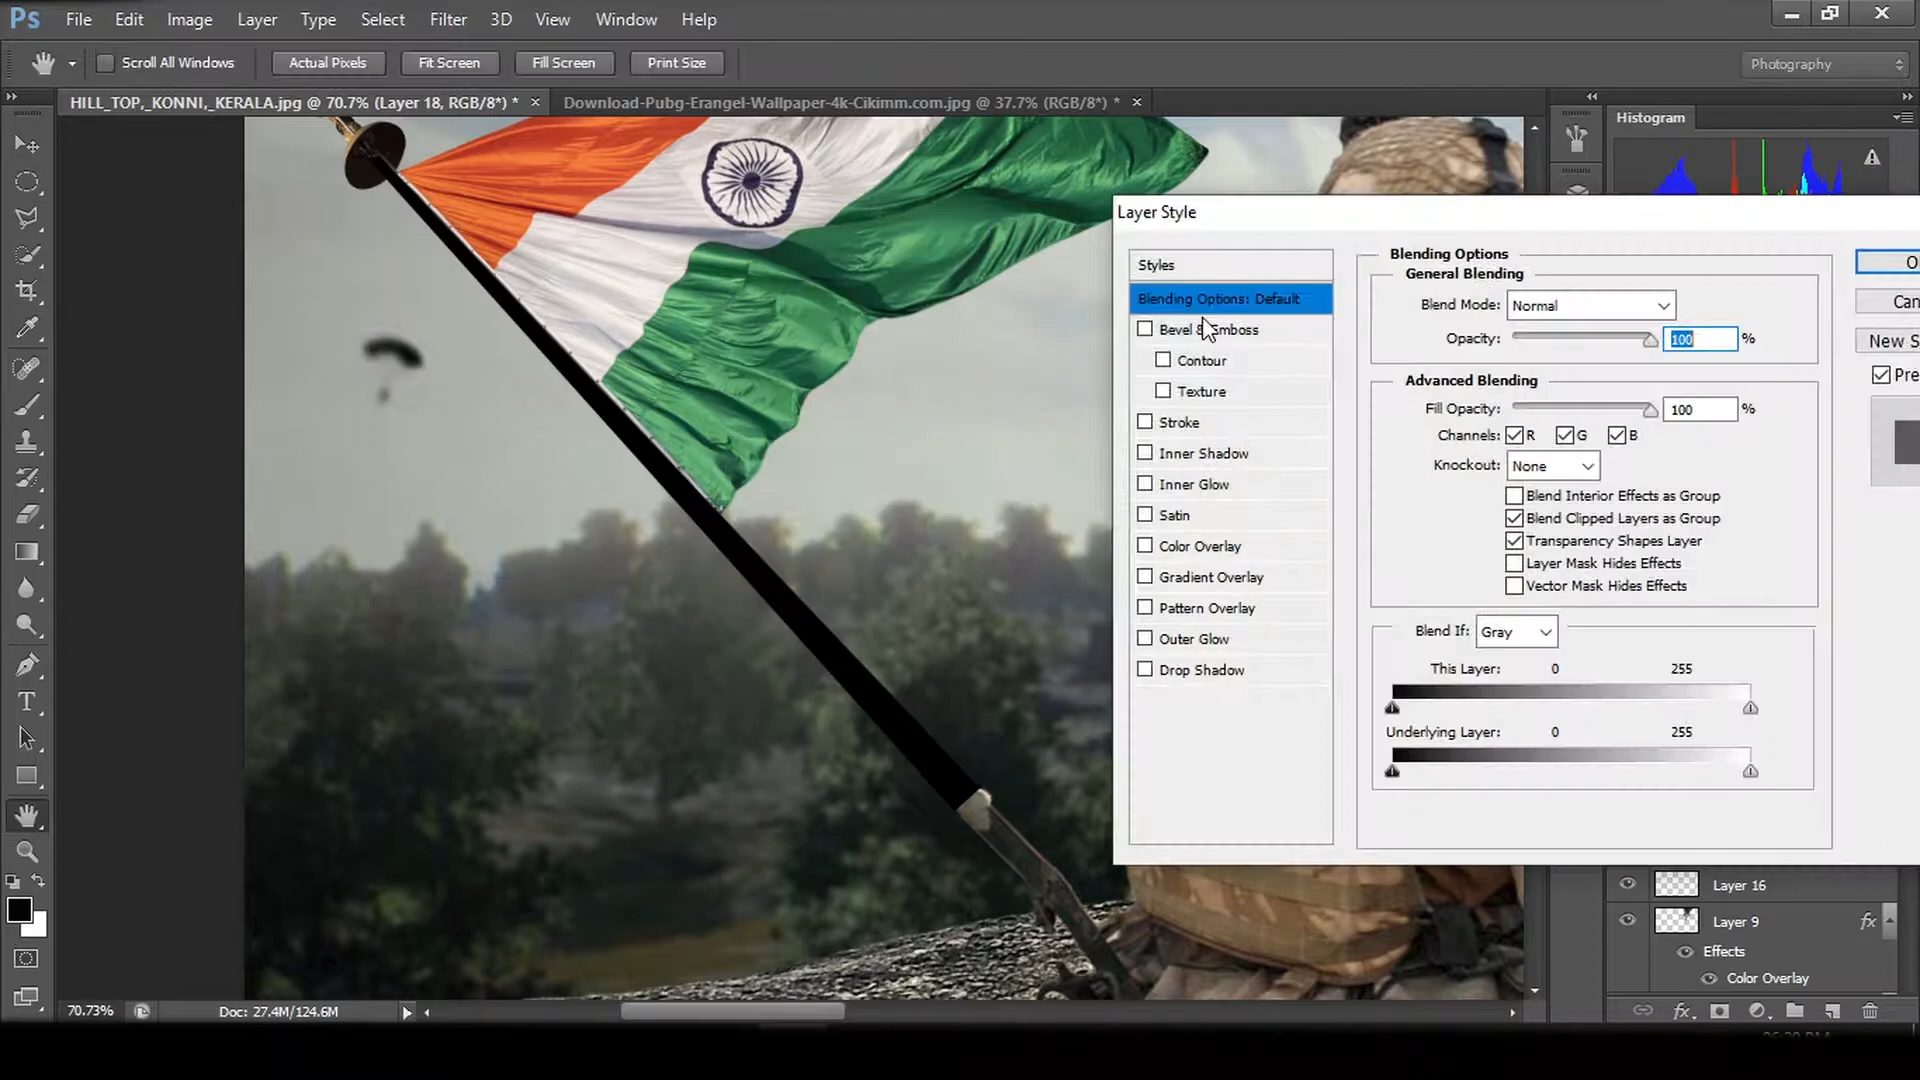 Ps File Edit Image Layer Type Select Filter 3D View Window Help
Scroll All Windows Actual Pixels Fit Screen Fill Screen Print Size Photography
HILL_TOP,_KONNI,_KERALA.jpg @ 70.7% (Layer 18, RGB/8*) * × Download-Pubg-Erangel-Wallpaper-4k-Cikimm.com.jpg @ 37.7% (RGB/8*) * ×
Histogram
Layer Style
Styles
Blending Options: Default
Bevel & Emboss
Contour
Texture
Stroke
Inner Shadow
Inner Glow
Satin
Color Overlay
Gradient Overlay
Pattern Overlay
Outer Glow
Drop Shadow
Blending Options
General Blending
Blend Mode: Normal
Opacity: 100 %
Advanced Blending
Fill Opacity: 100 %
Channels: R G B
Knockout: None
Blend Interior Effects as Group
Blend Clipped Layers as Group
Transparency Shapes Layer
Layer Mask Hides Effects
Vector Mask Hides Effects
Blend If: Gray
This Layer: 0 255
Underlying Layer: 0 255
O
Can
New S
Pre
Layer 16
Layer 9 fx
Effects
Color Overlay
T
70.73% Doc: 27.4M/124.6M
fx